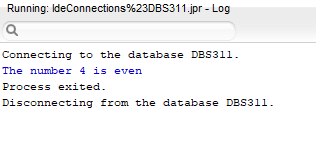 Running: IdeConnections%23DBS311.jpr - Log
Connecting to the database DBS311.
The number 4 is even
Process exited.
Disconnecting from the database DBS311.